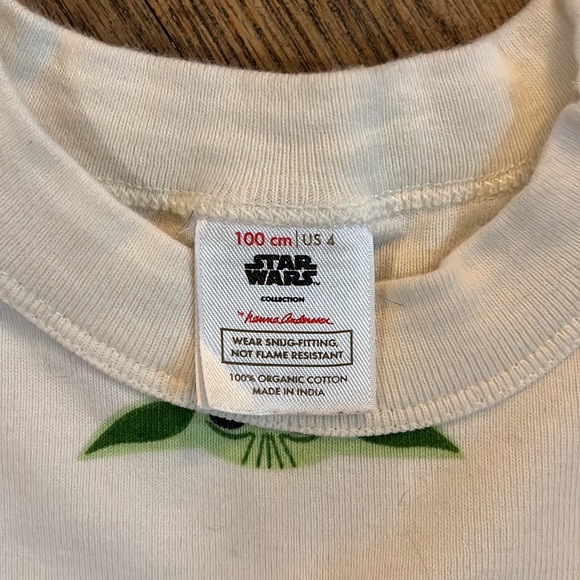 100 cm | US 4
STAR
WARS™
COLLECTION
by hanna Andersson
WEAR SNUG-FITTING,
NOT FLAME RESISTANT
100% ORGANIC COTTON
MADE IN INDIA